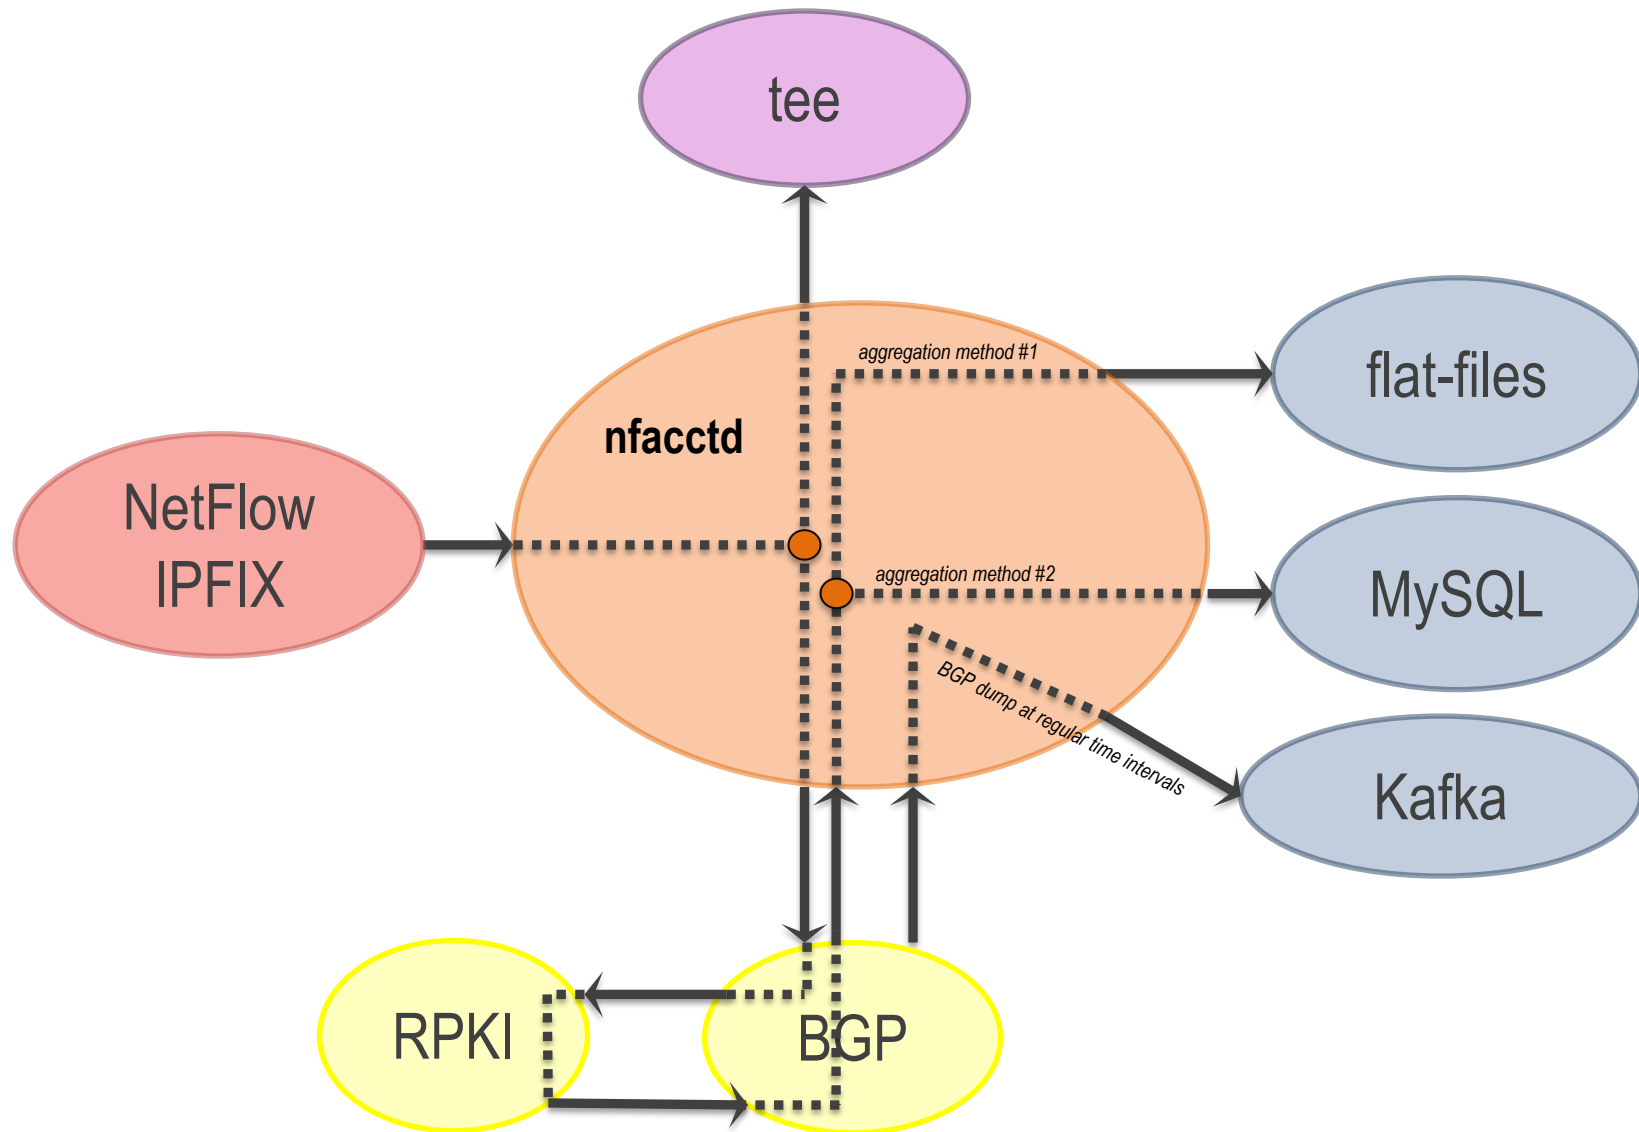 tee
aggregation method #1
flat-files
nfacctd
NetFlow
IPFIX
aggregation method #2
MySQL
BGP dump at regular time intervals
Kafka
RPKI
BGP